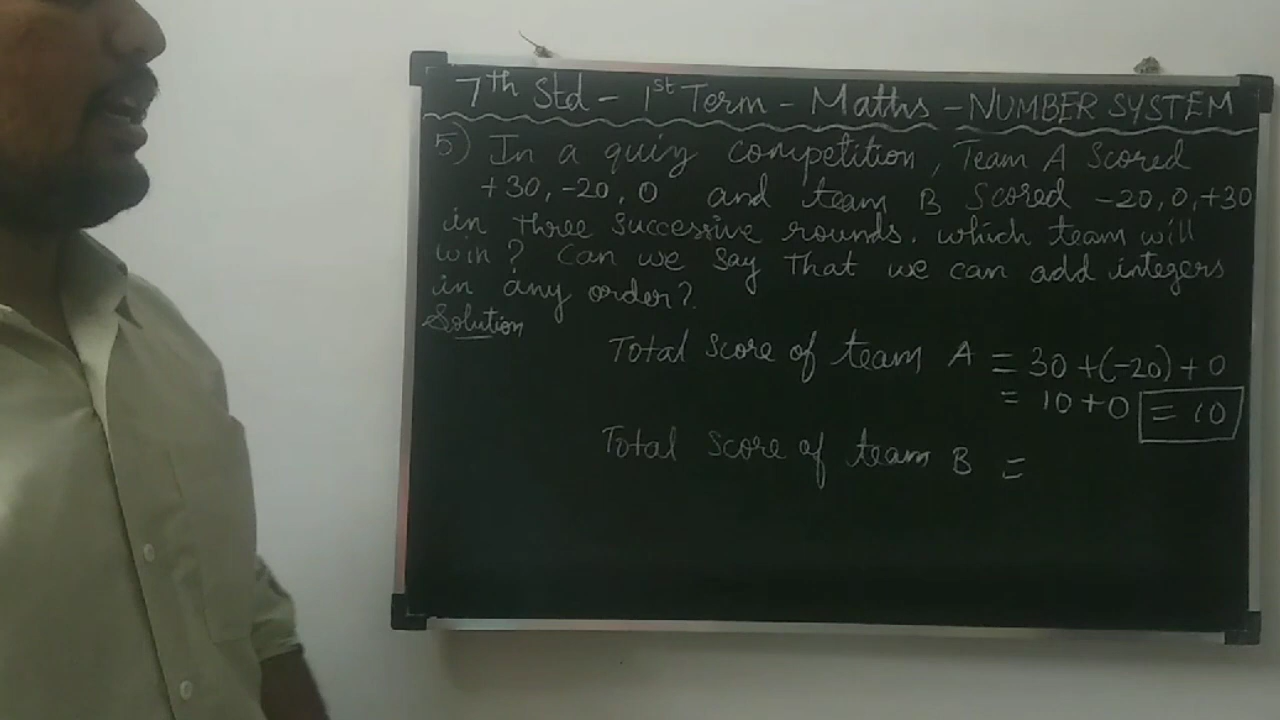 7th Std - 1st Term - Maths - NUMBER SYSTEM
5) In a quiz competition, Team A Scored
+30, -20, 0 and team B Scored -20, 0, +30
in three successive rounds. which team will
win? Can we say that we can add integers
in any order?
Solution
Total score of team A = 30 + (-20) + 0
= 10 + 0 = 10
Total score of team B =